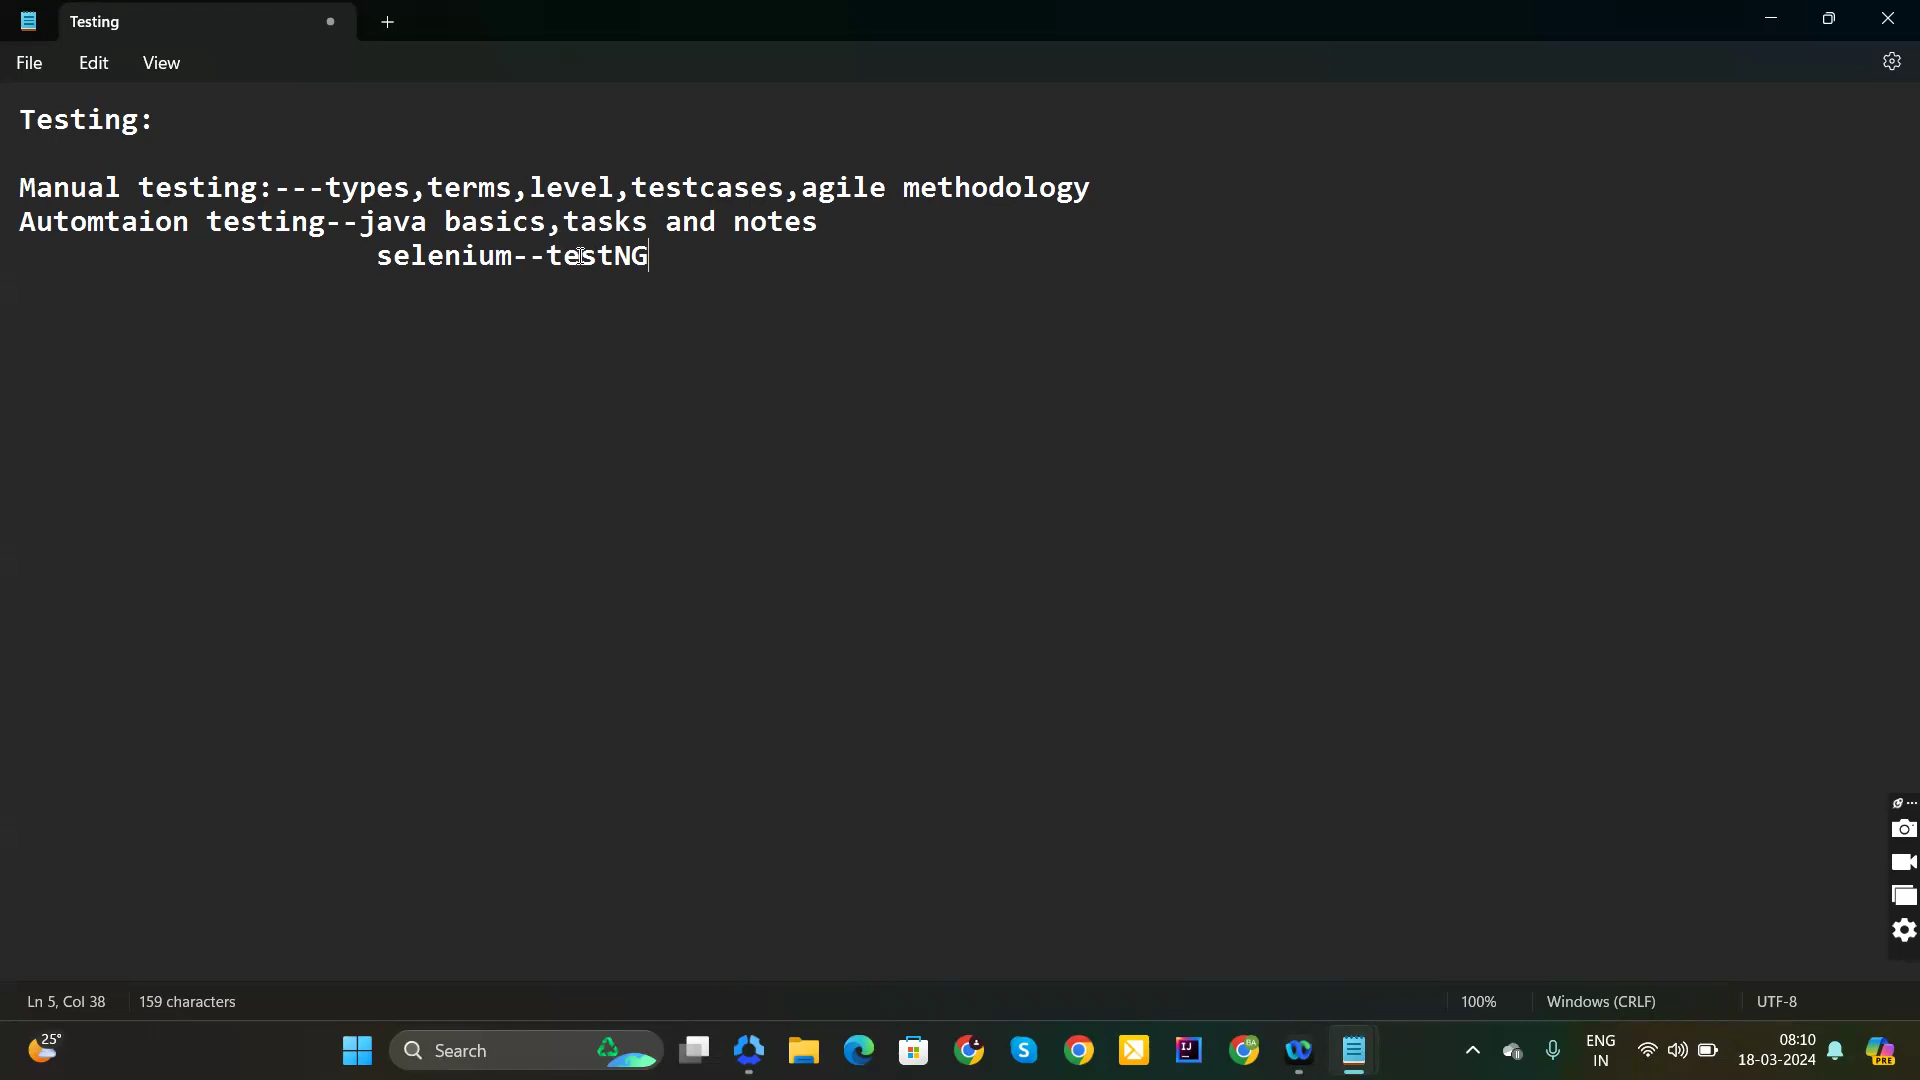 Testing
File Edit View
Testing:
Manual testing:---types,terms,level,testcases,agile methodology
Automtaion testing--java basics,tasks and notes
selenium--testNG
Ln 5, Col 38 159 characters 100% Windows (CRLF) UTF-8
25° Search ENG 08:10
IN 18-03-2024
BA
PRE